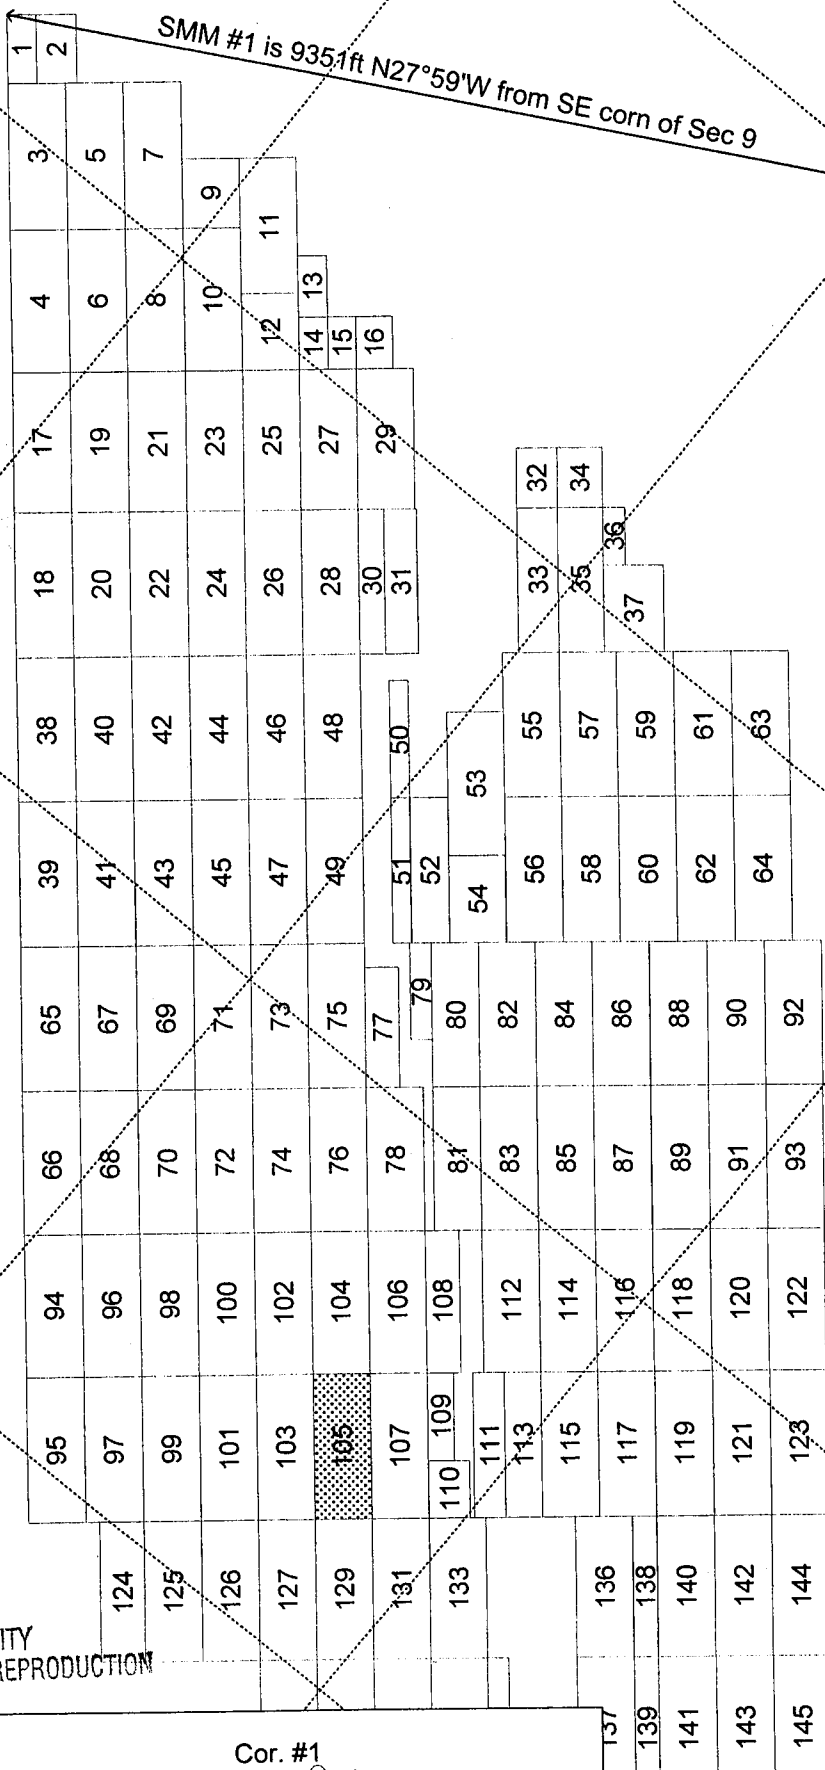 SMM #1 is 9351ft N27°59'W from SE corn of Sec 9
1 2
3 5 7
9
11
4 6 8 10
12
13
14 15 16
17 19 21 23 25 27 29
32 34
18 20 22 24 26 28 30 31
33 35
36
37
38 40 42 44 46 48
50
53
55 57 59 61 63
39 41 43 45 47 49
51 52
54
56 58 60 62 64
65 67 69 71 73 75
77
79
80 82 84 86 88 90 92
66 68 70 72 74 76 78
81 83 85 87 89 91 93
94 96 98 100 102 104 106 108
112 114 116 118 120 122
95 97 99 101 103 105 107
109
110
111 113 115 117 119 121 123
124 125 126 127 129 131 133
136 138 140 142 144
ITY
REPRODUCTION
137 139 141 143 145
Cor. #1